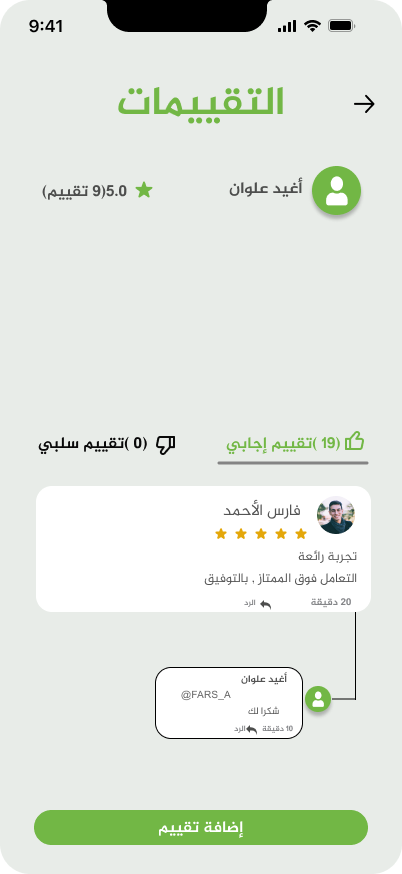 9:41
التقييمات
أغيد علوان
5.0(9 تقييم)
(19 )تقييم إجابي
(0 )تقييم سلبي
فارس الأحمد
تجربة رائعة
التعامل فوق الممتاز , بالتوفيق
20 دقيقة
الرد
أغيد علوان
@FARS_A
شكرا لك
10 دقيقة
الرد
إضافة تقييم